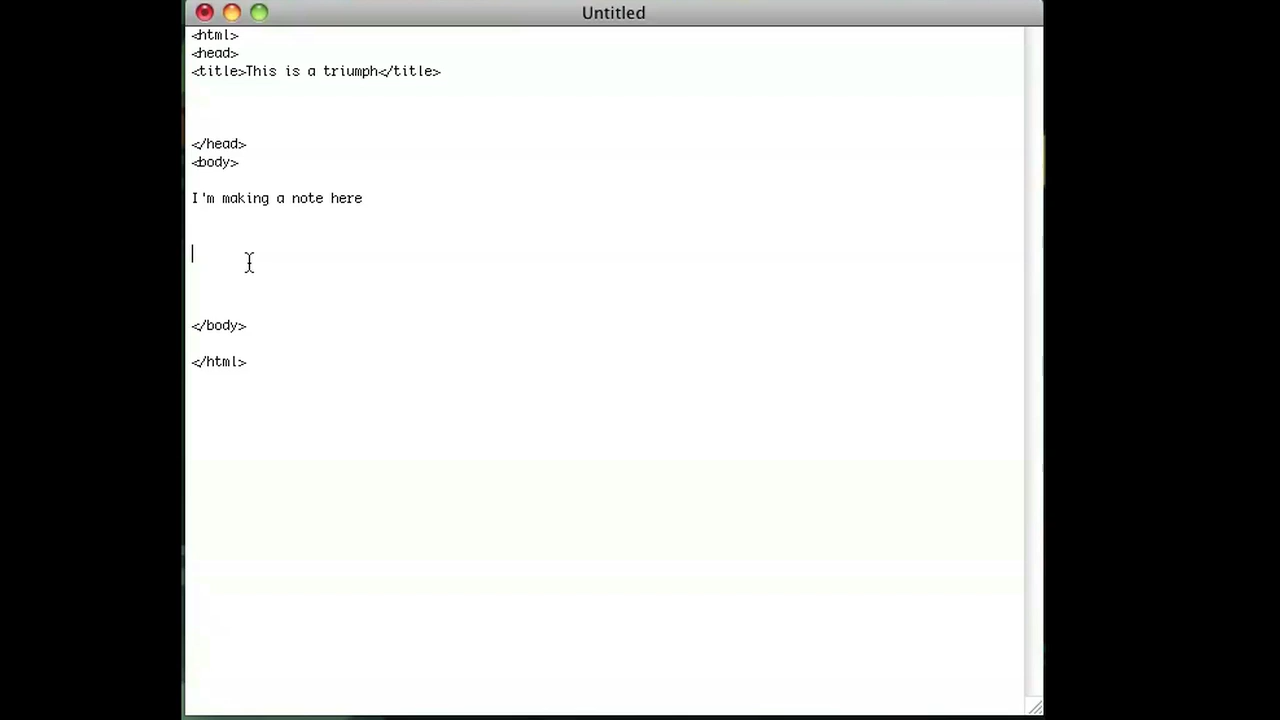 Untitled
<html>
<head>
<title>This is a triumph</title>
</head>
<body>
I'm making a note here
</body>
</html>